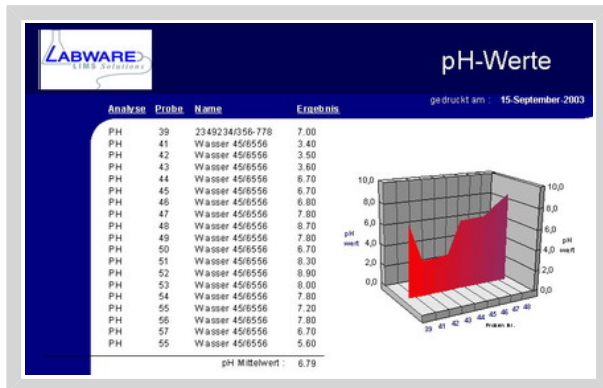 LABWARE
LIMS Solutions
pH-Werte
gedruckt am : 15-September-2003
Analyse Probe Name Ergebnis
PH 39 2349234/356-778 7.00
PH 41 Wasser 45/6556 3.40
PH 42 Wasser 45/6556 3.50
PH 43 Wasser 45/6556 3.60
PH 44 Wasser 45/6556 6.70
PH 45 Wasser 45/6556 6.70
PH 46 Wasser 45/6556 6.80
PH 47 Wasser 45/6556 7.80
PH 48 Wasser 45/6556 8.70
PH 49 Wasser 45/6556 7.80
PH 50 Wasser 45/6556 6.70
PH 51 Wasser 45/6556 8.30
PH 52 Wasser 45/6556 8.90
PH 53 Wasser 45/6556 8.00
PH 54 Wasser 45/6556 7.80
PH 55 Wasser 45/6556 7.20
PH 56 Wasser 45/6556 7.80
PH 57 Wasser 45/6556 6.70
PH 55 Wasser 45/6556 5.60
pH Mittelwert : 6.79
10,0
8,0
6,0
4,0
2,0
0,0
pH
wert
10,0
8,0
6,0
4,0
2,0
0,0
pH
wert
39 41 42 43 44 45 46 47 48
Proben Nr.